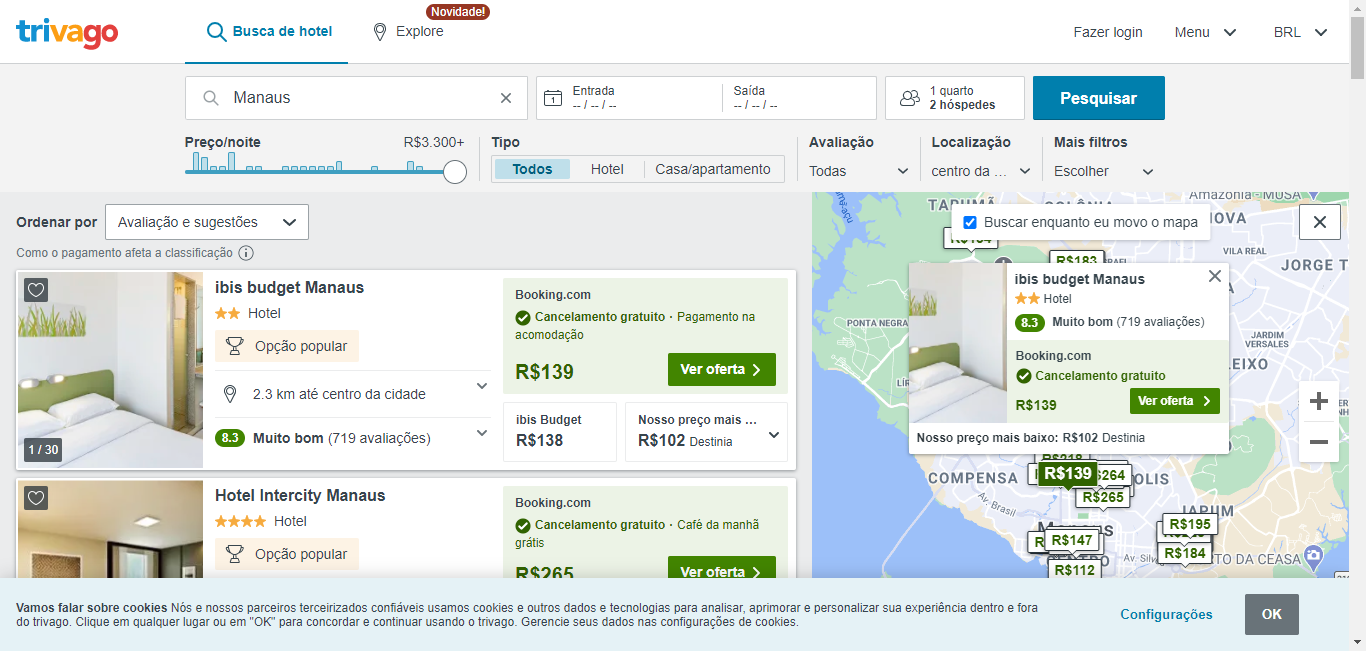 trivago
Busca de hotel
Novidade!
Explore
Fazer login
Menu
BRL
Manaus
Entrada
-- / -- / --
Saída
-- / -- / --
1 quarto
2 hóspedes
Pesquisar
Preço/noite
R$3.300+
Tipo
Todos
Hotel
Casa/apartamento
Avaliação
Todas
Localização
centro da ...
Mais filtros
Escolher
Ordenar por
Avaliação e sugestões
Como o pagamento afeta a classificação
ibis budget Manaus
Hotel
Opção popular
2.3 km até centro da cidade
8.3 Muito bom (719 avaliações)
1 / 30
Booking.com
Cancelamento gratuito · Pagamento na
acomodação
R$139
Ver oferta
ibis Budget
R$138
Nosso preço mais ...
R$102 Destinia
Hotel Intercity Manaus
Hotel
Opção popular
Booking.com
Cancelamento gratuito · Café da manhã
grátis
R$265
Ver oferta
Amazônia - MUSA
TARUMÃ
COLÔNIA
NOVA
Buscar enquanto eu movo o mapa
R$183
VILA REAL
JORGE T
PONTA NEGRA
JARDIM
VERSALES
ibis budget Manaus
Hotel
8.3 Muito bom (719 avaliações)
Booking.com
Cancelamento gratuito
R$139
Ver oferta
Nosso preço mais baixo: R$102 Destinia
R$218
R$139
$264
R$265
COMPENSA
Av. Brasil
R$195
R$147
R$184
R$112
DA CEASA
Vamos falar sobre cookies Nós e nossos parceiros terceirizados confiáveis usamos cookies e outros dados e tecnologias para analisar, aprimorar e personalizar sua experiência dentro e fora
do trivago. Clique em qualquer lugar ou em "OK" para concordar e continuar usando o trivago. Gerencie seus dados nas configurações de cookies.
Configurações
OK